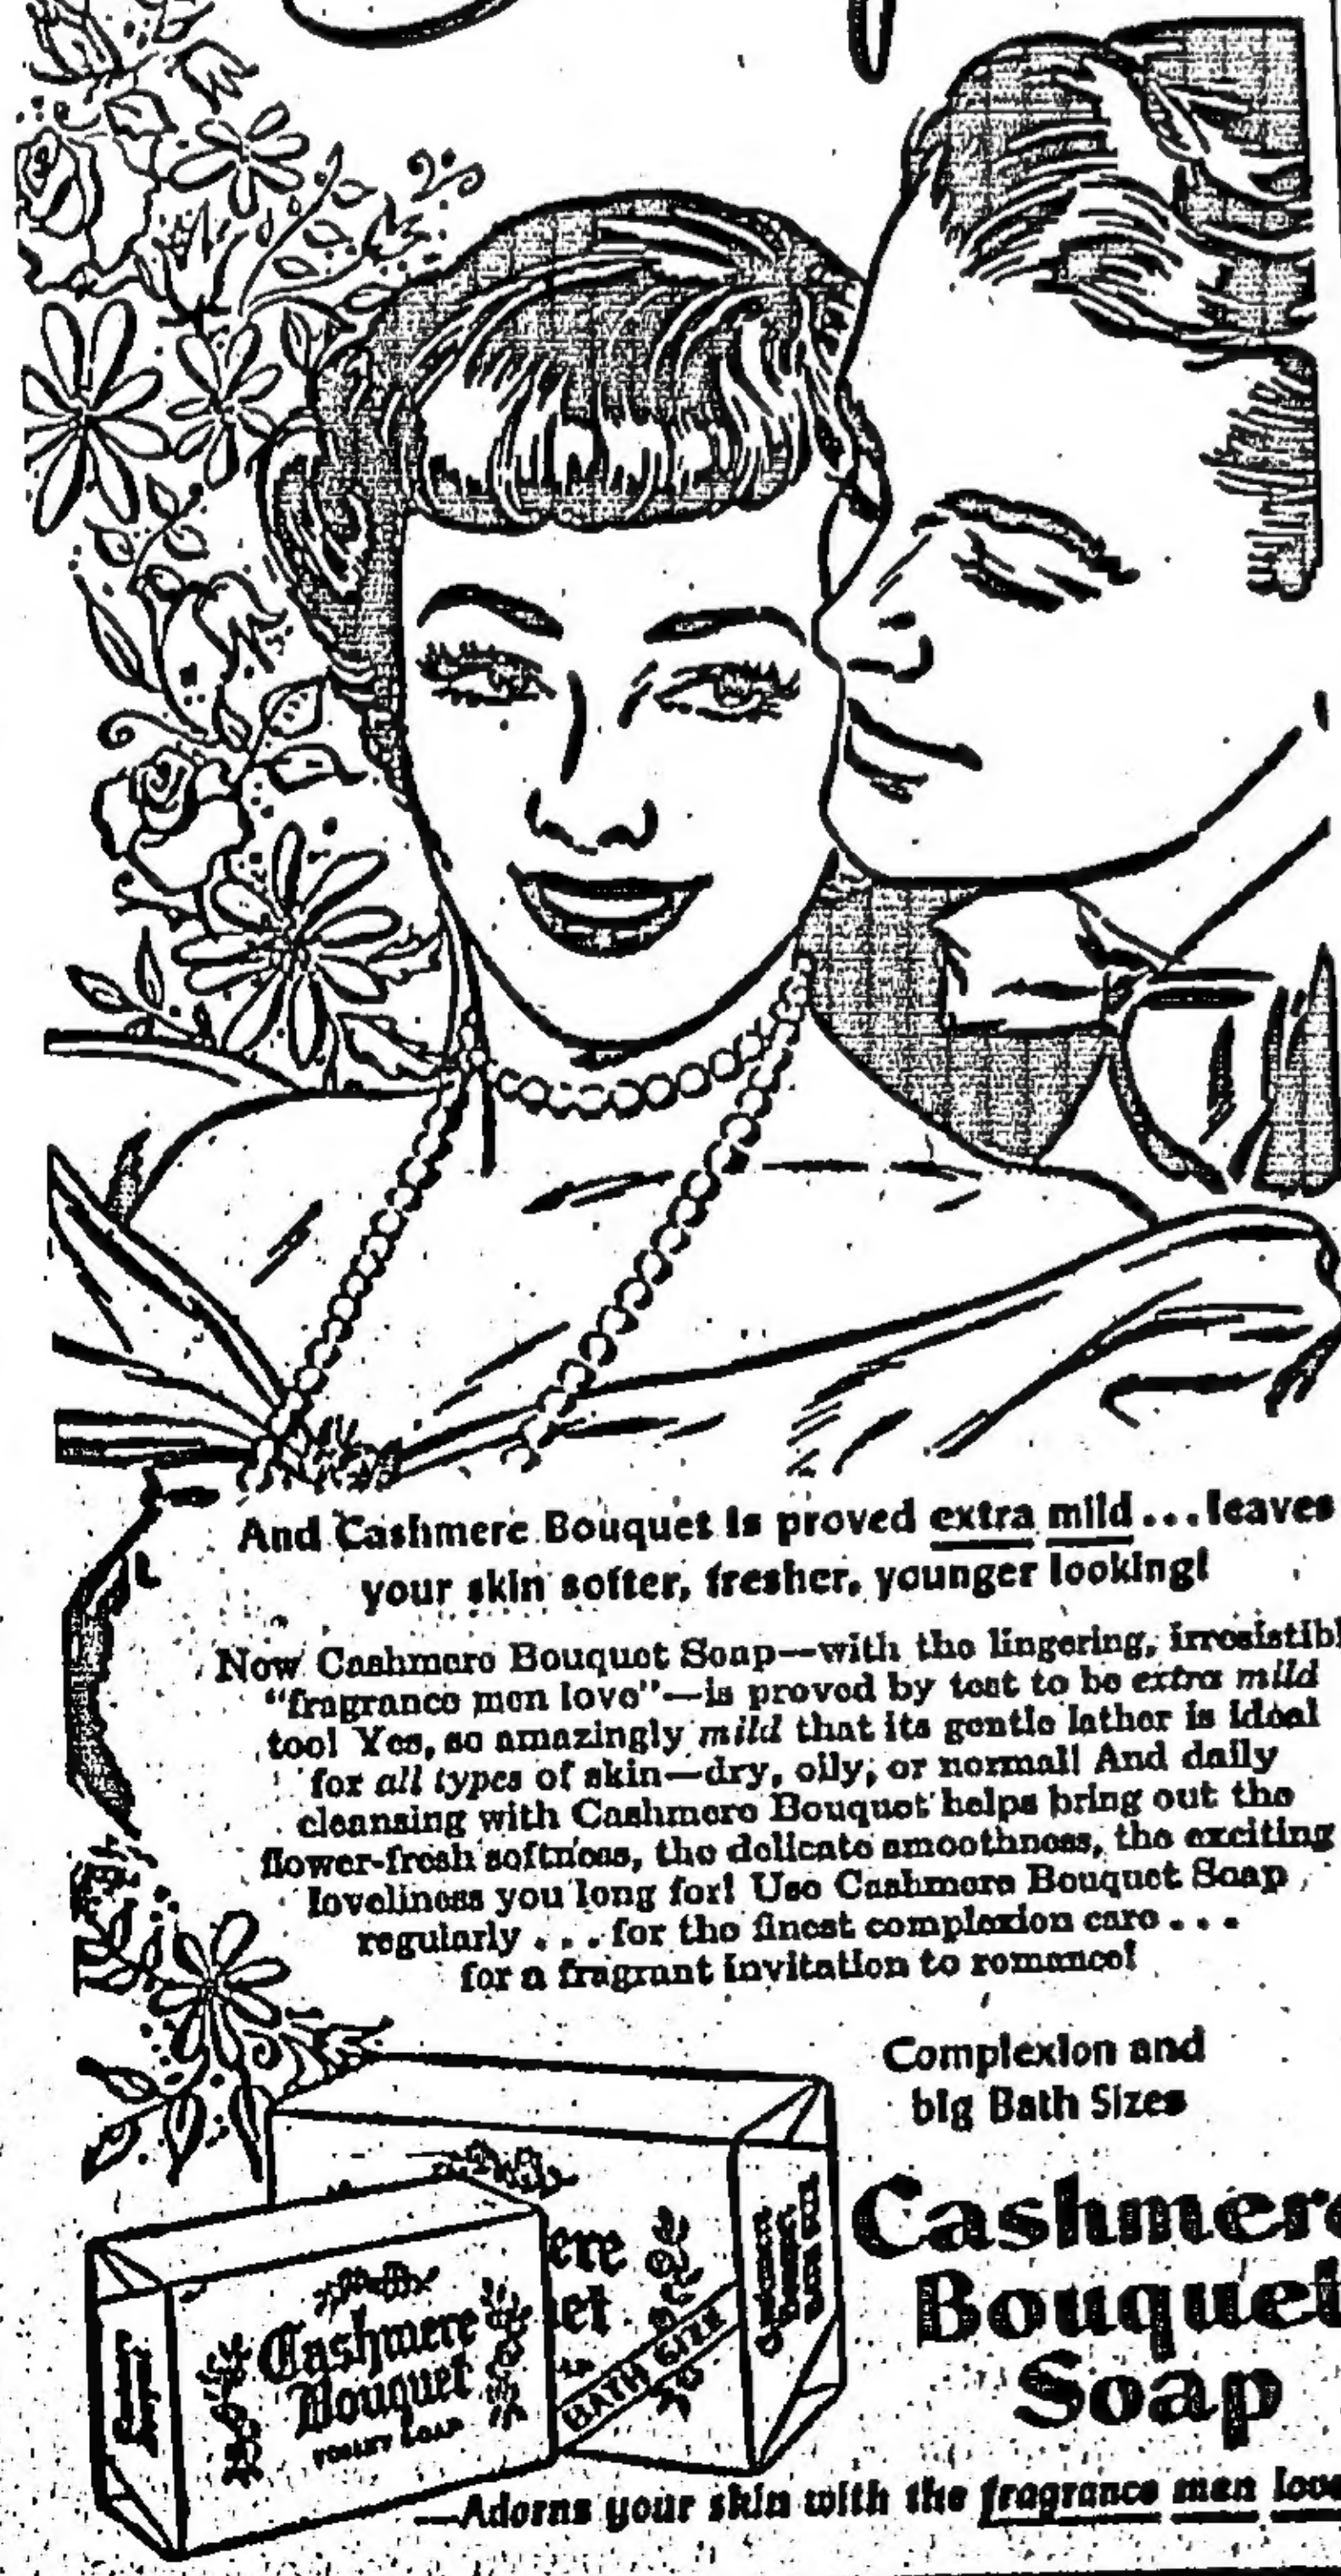 And Cashmere Bouquet is proved extra mild...leaves
your skin softer, fresher, younger looking!
Now Cashmere Bouquet Soap—with the lingering, irresistibl
"fragrance men love"—is proved by test to be extra mild
too! Yes, so amazingly mild that its gentle lather is ideal
for all types of skin—dry, oily, or normal! And daily
cleansing with Cashmere Bouquet helps bring out the
flower-fresh softness, the delicate smoothness, the exciting
loveliness you long for! Use Cashmere Bouquet Soap
regularly . . . for the finest complexion care . . .
for a fragrant invitation to romance!
Complexion and
big Bath Sizes
Cashmere
Bouquet
Soap
ere
et
BATH SIZE
Cashmere
Bouquet
TOILET SOAP
—Adorns your skin with the fragrance men love